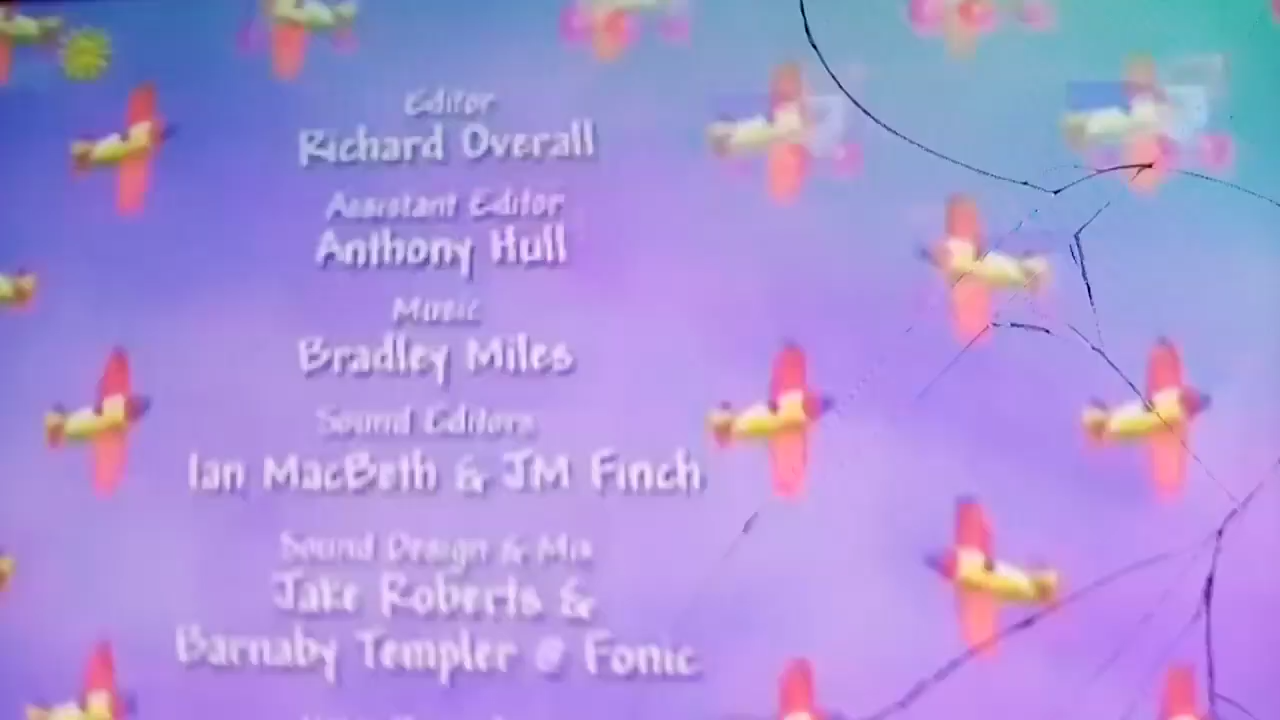 Editor
Richard Overall
Assistant Editor
Anthony Hull
Music
Bradley Miles
Sound Editors
Ian MacBeth & JM Finch
Sound Design & Mix
Jake Roberts &
Barnaby Templer @ Fonic